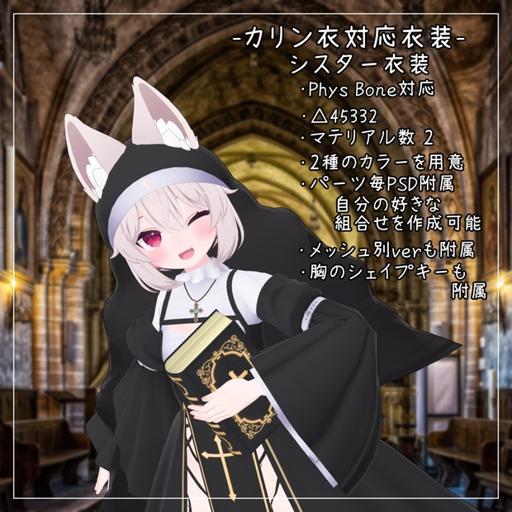 -カリン衣対応衣装-
シスター衣装
・Phys Bone対応
・△45332
・マテリアル数 2
・2種のカラーを用意
・パーツ毎PSD附属
自分の好きな
組合せを作成可能
・メッシュ別verも附属
・胸のシェイプキーも
附属